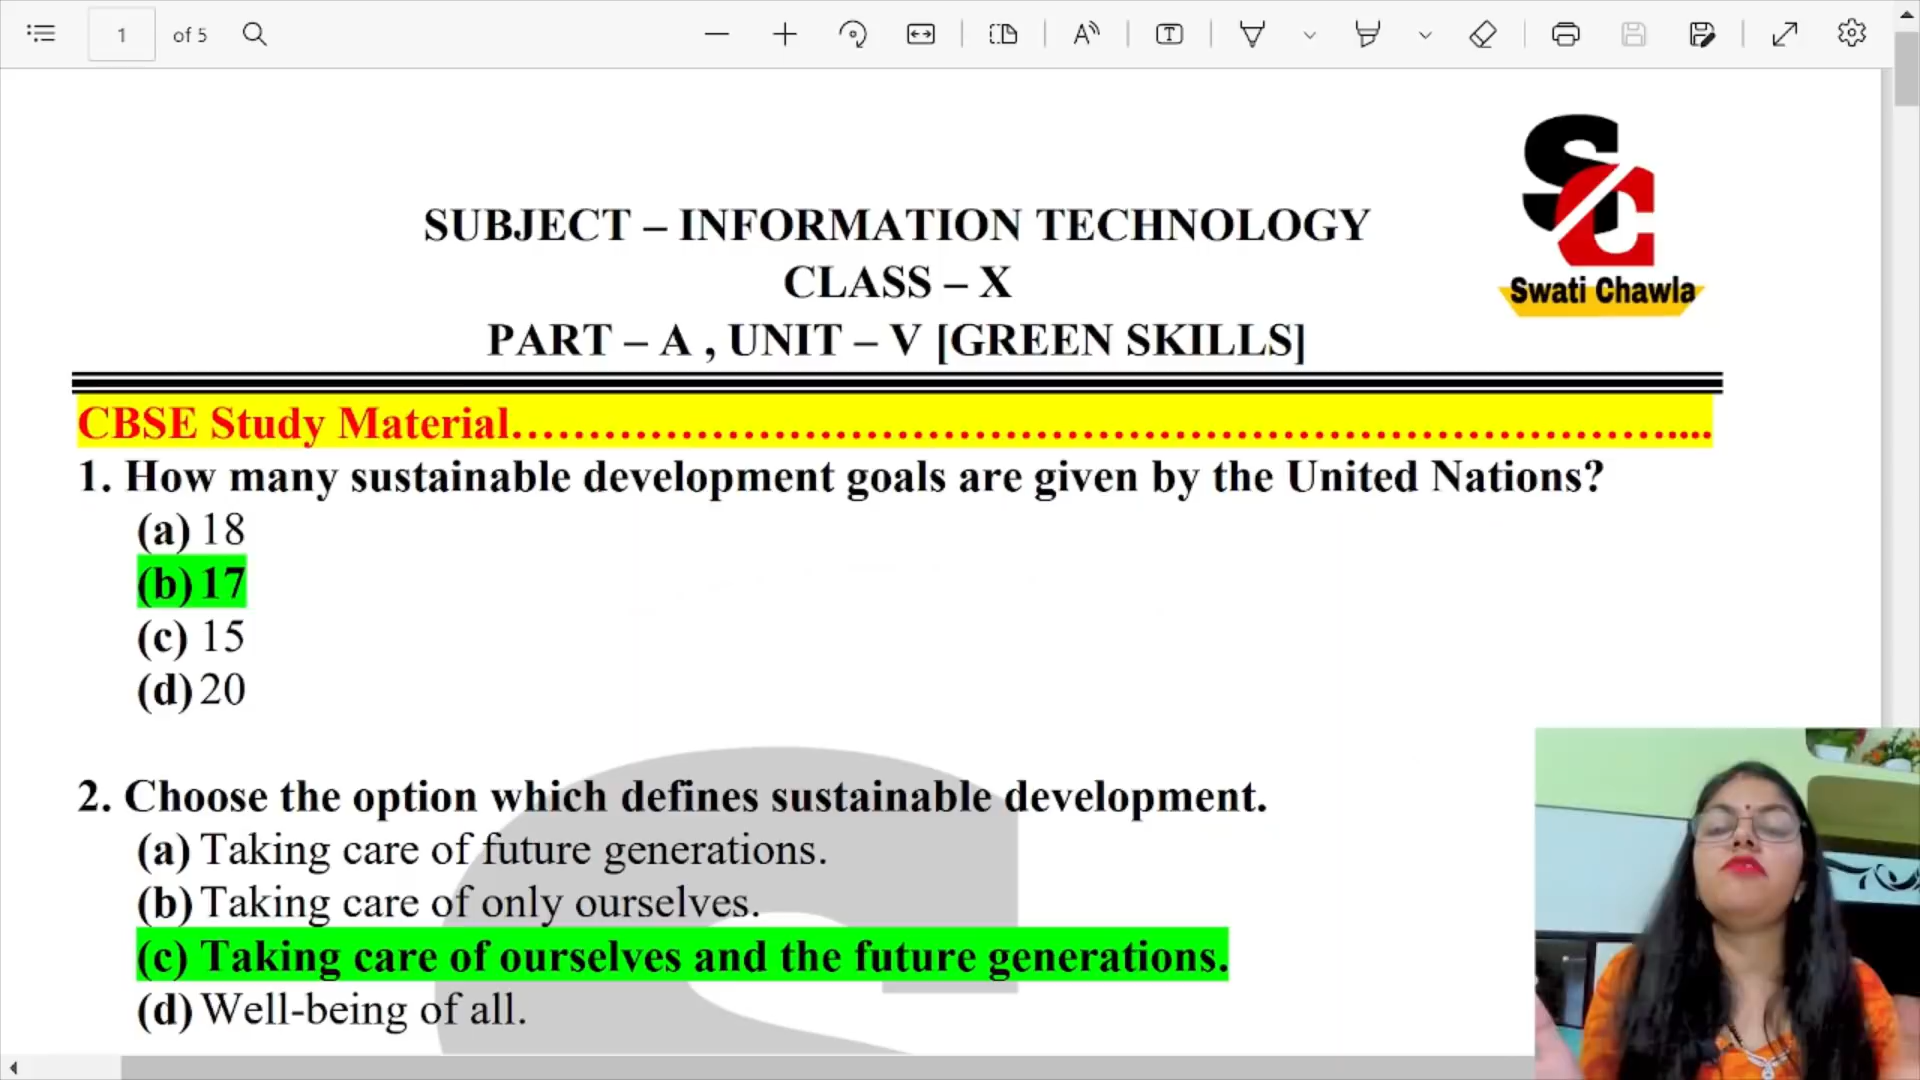 1 of 5
SC
Swati Chawla
SUBJECT – INFORMATION TECHNOLOGY
CLASS – X
PART – A , UNIT – V [GREEN SKILLS]
CBSE Study Material……………………………………………………………………....
1. How many sustainable development goals are given by the United Nations?
(a) 18
(b) 17
(c) 15
(d) 20
2. Choose the option which defines sustainable development.
(a) Taking care of future generations.
(b) Taking care of only ourselves.
(c) Taking care of ourselves and the future generations.
(d) Well-being of all.